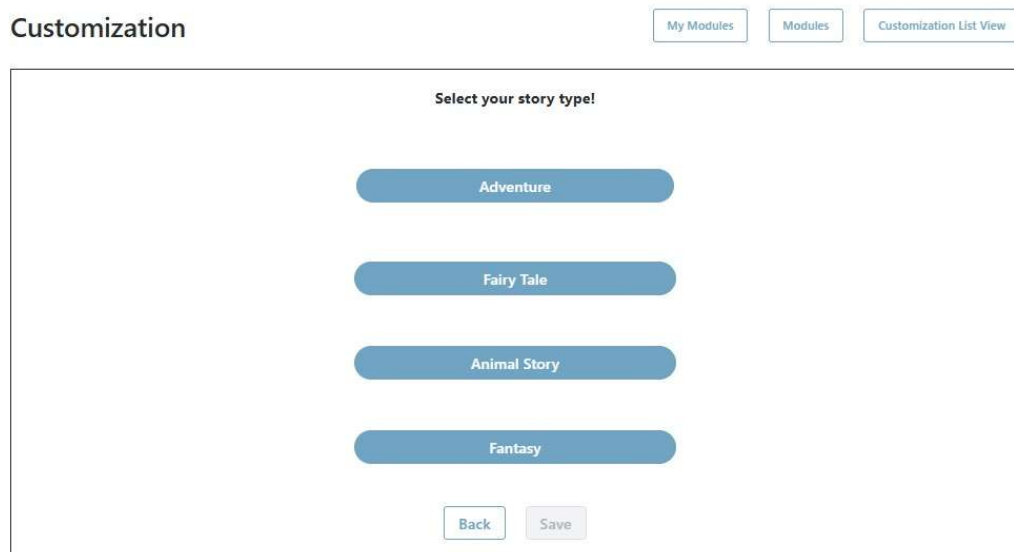 Customization
My Modules
Modules
Customization List View
Select your story type!
Adventure
Fairy Tale
Animal Story
Fantasy
Back
Save